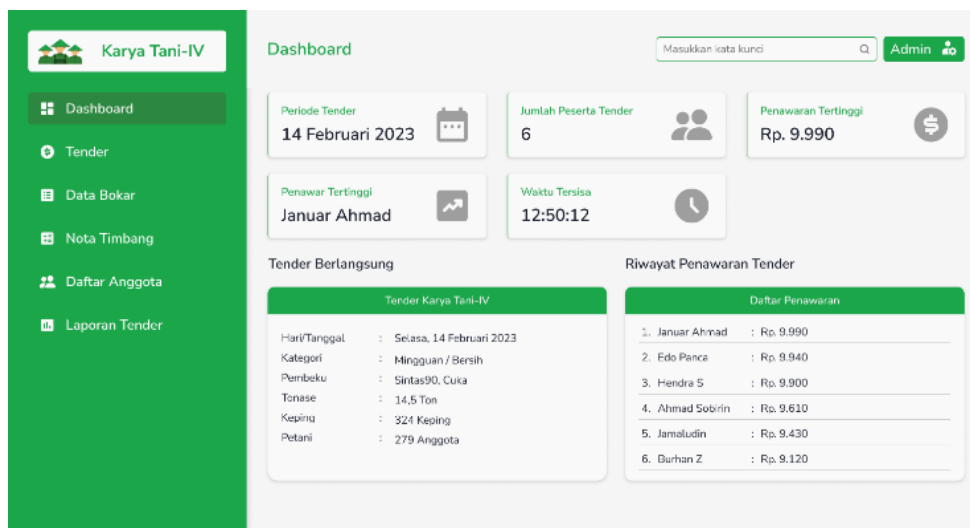 Karya Tani-IV
Dashboard
Masukkan kata kunci
Admin
Dashboard
Tender
Data Bokar
Nota Timbang
Daftar Anggota
Laporan Tender
Periode Tender
14 Februari 2023
Jumlah Peserta Tender
6
Penawaran Tertinggi
Rp. 9.990
Penawar Tertinggi
Januar Ahmad
Waktu Tersisa
12:50:12
Tender Berlangsung
Tender Karya Tani-IV
Hari/Tanggal : Selasa, 14 Februari 2023
Kategori : Mingguan / Bersih
Pembeku : Sintas90, Cuka
Tonase : 14,5 Ton
Keping : 324 Keping
Petani : 279 Anggota
Riwayat Penawaran Tender
Daftar Penawaran
1. Januar Ahmad : Rp. 9.990
2. Edo Panca : Rp. 9.940
3. Hendra S : Rp. 9.900
4. Ahmad Sobirin : Rp. 9.610
5. Jamaludin : Rp. 9.430
6. Burhan Z : Rp. 9.120